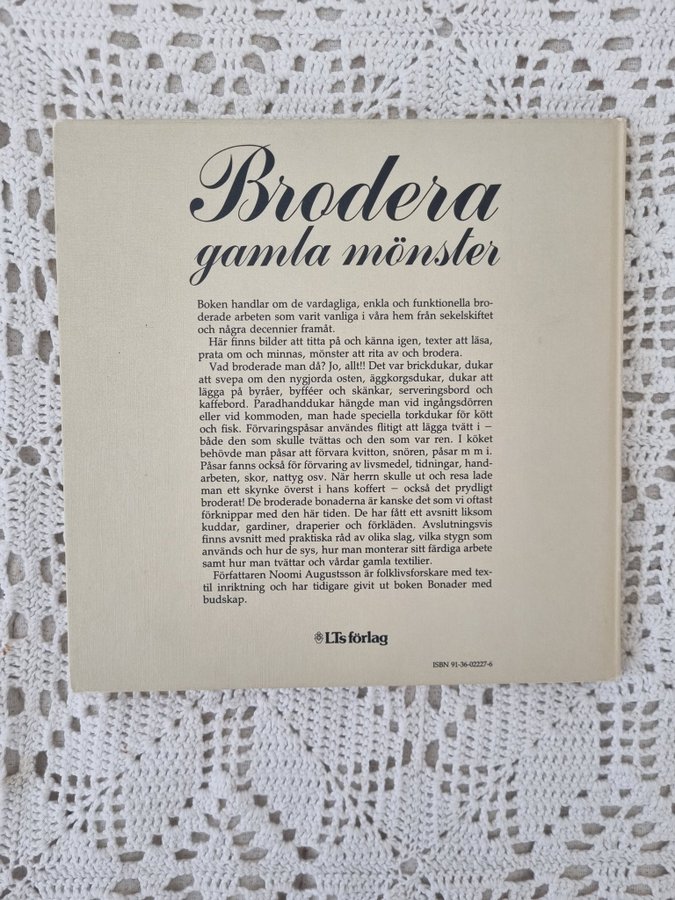 Brodera
gamla mönster
Boken handlar om de vardagliga, enkla och funktionella bro-
derade arbeten som varit vanliga i våra hem från sekelskiftet
och några decennier framåt.
Här finns bilder att titta på och känna igen, texter att läsa,
prata om och minnas, mönster att rita av och brodera.
Vad broderade man då? Jo, allt!! Det var brickdukar, dukar
att svepa om den nygjorda osten, äggkorgsdukar, dukar att
lägga på byråer, byfféer och skänkar, serveringsbord och
kaffebord. Paradhanddukar hängde man vid ingångsdörren
eller vid kommoden, man hade speciella torkdukar för kött
och fisk. Förvaringspåsar användes flitigt att lägga tvätt i –
både den som skulle tvättas och den som var ren. I köket
behövde man påsar att förvara kvitton, snören, påsar m m i.
Påsar fanns också för förvaring av livsmedel, tidningar, hand-
arbeten, skor, nattyg osv. När herrn skulle ut och resa lade
man ett skynke överst i hans koffert – också det prydligt
broderat! De broderade bonaderna är kanske det som vi oftast
förknippar med den här tiden. De har fått ett avsnitt liksom
kuddar, gardiner, draperier och förkläden. Avslutningsvis
finns avsnitt med praktiska råd av olika slag, vilka stygn som
används och hur de sys, hur man monterar sitt färdiga arbete
samt hur man tvättar och vårdar gamla textilier.
Författaren Noomi Augustsson är folklivsforskare med tex-
til inriktning och har tidigare givit ut boken Bonader med
budskap.
LTs förlag
ISBN 91-36-02227-6